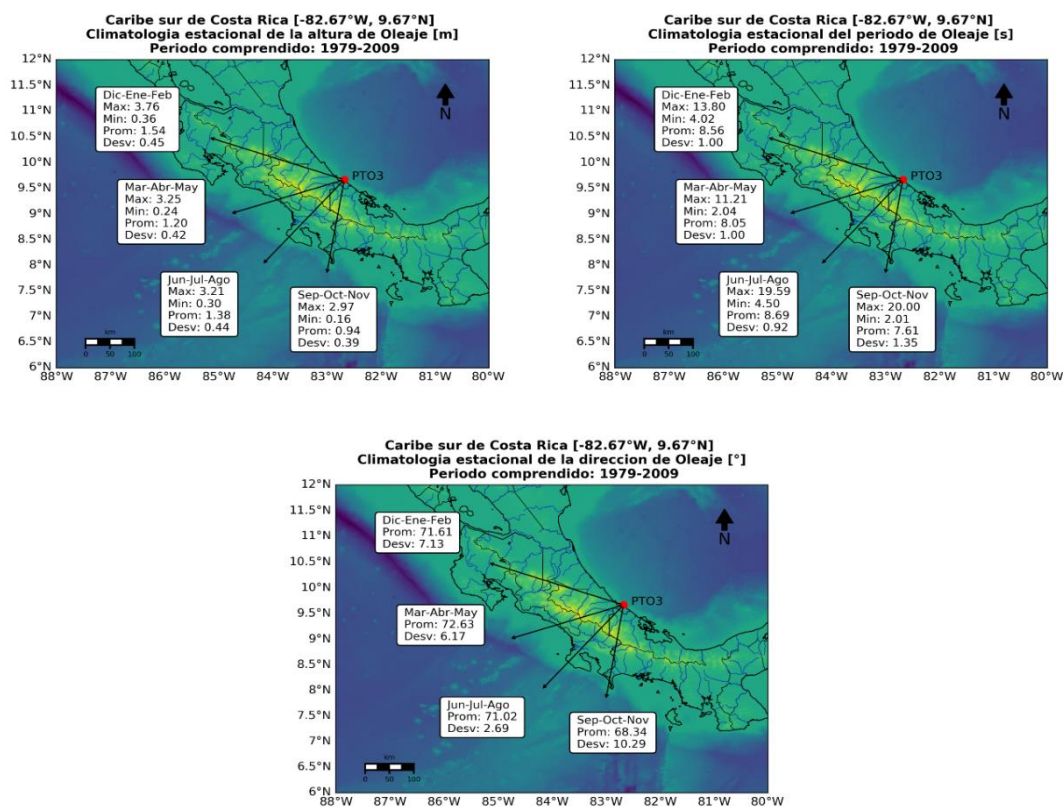 Caribe sur de Costa Rica [-82.67°W, 9.67°N]
Climatologia estacional de la altura de Oleaje [m]
Periodo comprendido: 1979-2009
12°N
11.5°N
11°N
10.5°N
10°N
9.5°N
9°N
8.5°N
8°N
7.5°N
7°N
6.5°N
6°N
Dic-Ene-Feb
Max: 3.76
Min: 0.36
Prom: 1.54
Desv: 0.45
N
PTO3
Mar-Abr-May
Max: 3.25
Min: 0.24
Prom: 1.20
Desv: 0.42
Jun-Jul-Ago
Max: 3.21
Min: 0.30
Prom: 1.38
Desv: 0.44
Sep-Oct-Nov
Max: 2.97
Min: 0.16
Prom: 0.94
Desv: 0.39
km
0 50 100
88°W 86°W 85°W 84°W 83°W 82°W 81°W 80°W
Caribe sur de Costa Rica [-82.67°W, 9.67°N]
Climatologia estacional del periodo de Oleaje [s]
Periodo comprendido: 1979-2009
12°N
11.5°N
11°N
10.5°N
10°N
9.5°N
9°N
8.5°N
8°N
7.5°N
7°N
6.5°N
6°N
Dic-Ene-Feb
Max: 13.80
Min: 4.02
Prom: 8.56
Desv: 1.00
N
PTO3
Mar-Abr-May
Max: 11.21
Min: 2.04
Prom: 8.05
Desv: 1.00
Jun-Jul-Ago
Max: 19.59
Min: 4.50
Prom: 8.69
Desv: 0.92
Sep-Oct-Nov
Max: 20.00
Min: 2.01
Prom: 7.61
Desv: 1.35
km
0 50 100
88°W 86°W 85°W 84°W 83°W 82°W 81°W 80°W
Caribe sur de Costa Rica [-82.67°W, 9.67°N]
Climatologia estacional de la direccion de Oleaje [°]
Periodo comprendido: 1979-2009
12°N
11.5°N
11°N
10.5°N
10°N
9.5°N
9°N
8.5°N
8°N
7.5°N
7°N
6.5°N
6°N
Dic-Ene-Feb
Prom: 71.61
Desv: 7.13
N
PTO3
Mar-Abr-May
Prom: 72.63
Desv: 6.17
Jun-Jul-Ago
Prom: 71.02
Desv: 2.69
Sep-Oct-Nov
Prom: 68.34
Desv: 10.29
km
0 50 100
88°W 86°W 85°W 84°W 83°W 82°W 81°W 80°W